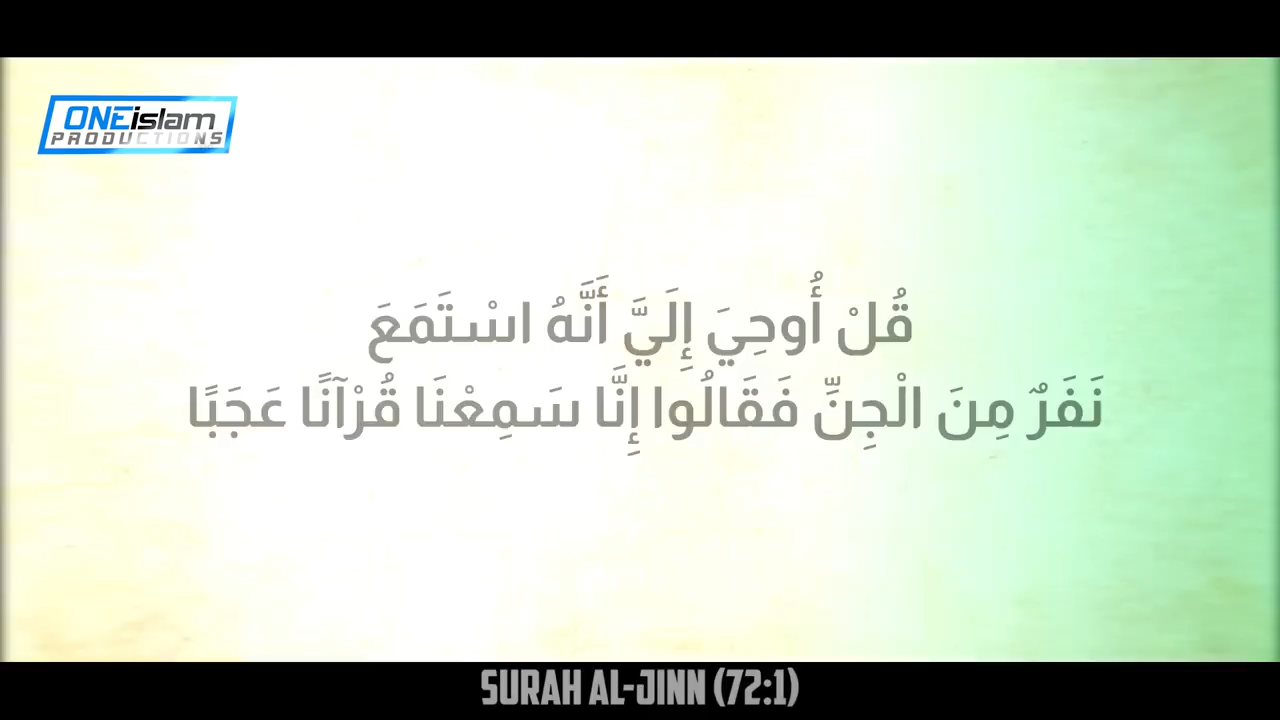 ONEislam
PRODUCTIONS
قُلْ أُوحِيَ إِلَيَّ أَنَّهُ اسْتَمَعَ
نَفَرٌ مِنَ الْجِنِّ فَقَالُوا إِنَّا سَمِعْنَا قُرْآنًا عَجَبًا
SURAH AL-JINN (72:1)